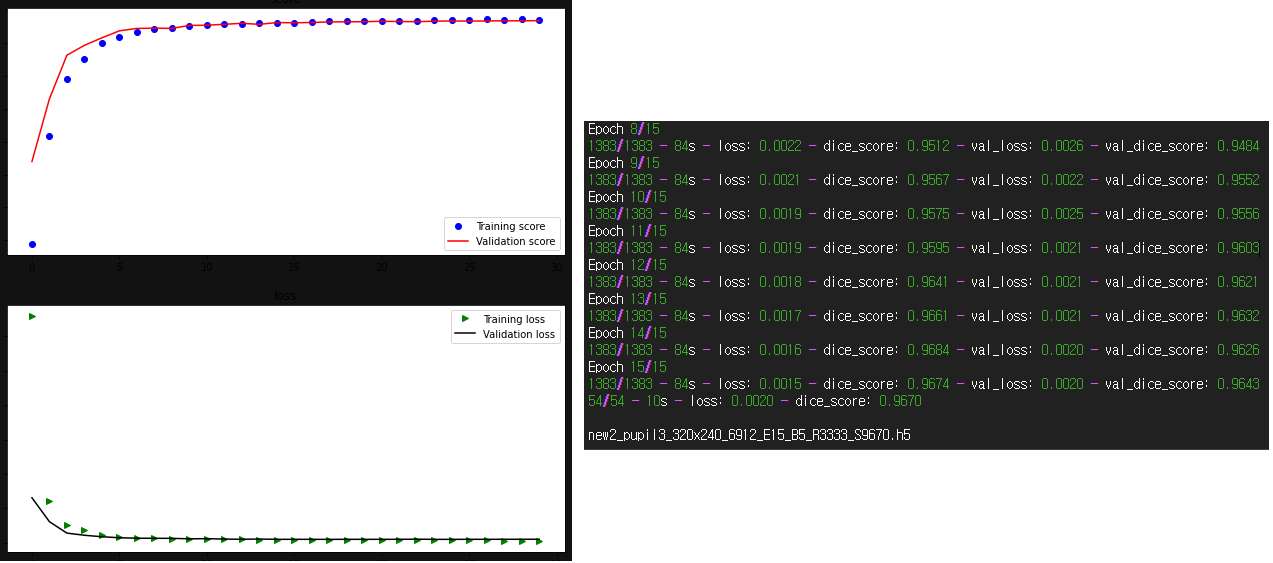 score
Training score
Validation score
0 5 10 15 20 25 30
loss
Training loss
Validation loss
Epoch 8/15
1383/1383 - 84s - loss: 0.0022 - dice_score: 0.9512 - val_loss: 0.0026 - val_dice_score: 0.9484
Epoch 9/15
1383/1383 - 84s - loss: 0.0021 - dice_score: 0.9567 - val_loss: 0.0022 - val_dice_score: 0.9552
Epoch 10/15
1383/1383 - 84s - loss: 0.0019 - dice_score: 0.9575 - val_loss: 0.0025 - val_dice_score: 0.9556
Epoch 11/15
1383/1383 - 84s - loss: 0.0019 - dice_score: 0.9595 - val_loss: 0.0021 - val_dice_score: 0.9603
Epoch 12/15
1383/1383 - 84s - loss: 0.0018 - dice_score: 0.9641 - val_loss: 0.0021 - val_dice_score: 0.9621
Epoch 13/15
1383/1383 - 84s - loss: 0.0017 - dice_score: 0.9661 - val_loss: 0.0021 - val_dice_score: 0.9632
Epoch 14/15
1383/1383 - 84s - loss: 0.0016 - dice_score: 0.9684 - val_loss: 0.0020 - val_dice_score: 0.9626
Epoch 15/15
1383/1383 - 84s - loss: 0.0015 - dice_score: 0.9674 - val_loss: 0.0020 - val_dice_score: 0.9643
54/54 - 10s - loss: 0.0020 - dice_score: 0.9670
new2_pupil3_320x240_6912_E15_B5_R3333_S9670.h5